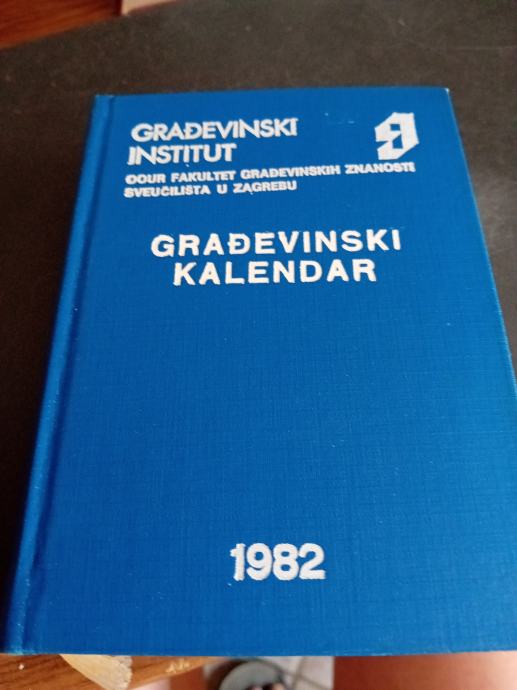 GRAĐEVINSKI
INSTITUT
OOUR FAKULTET GRAĐEVINSKIH ZNANOSTI
SVEUČILIŠTA U ZAGREBU
GRAĐEVINSKI
KALENDAR
1982